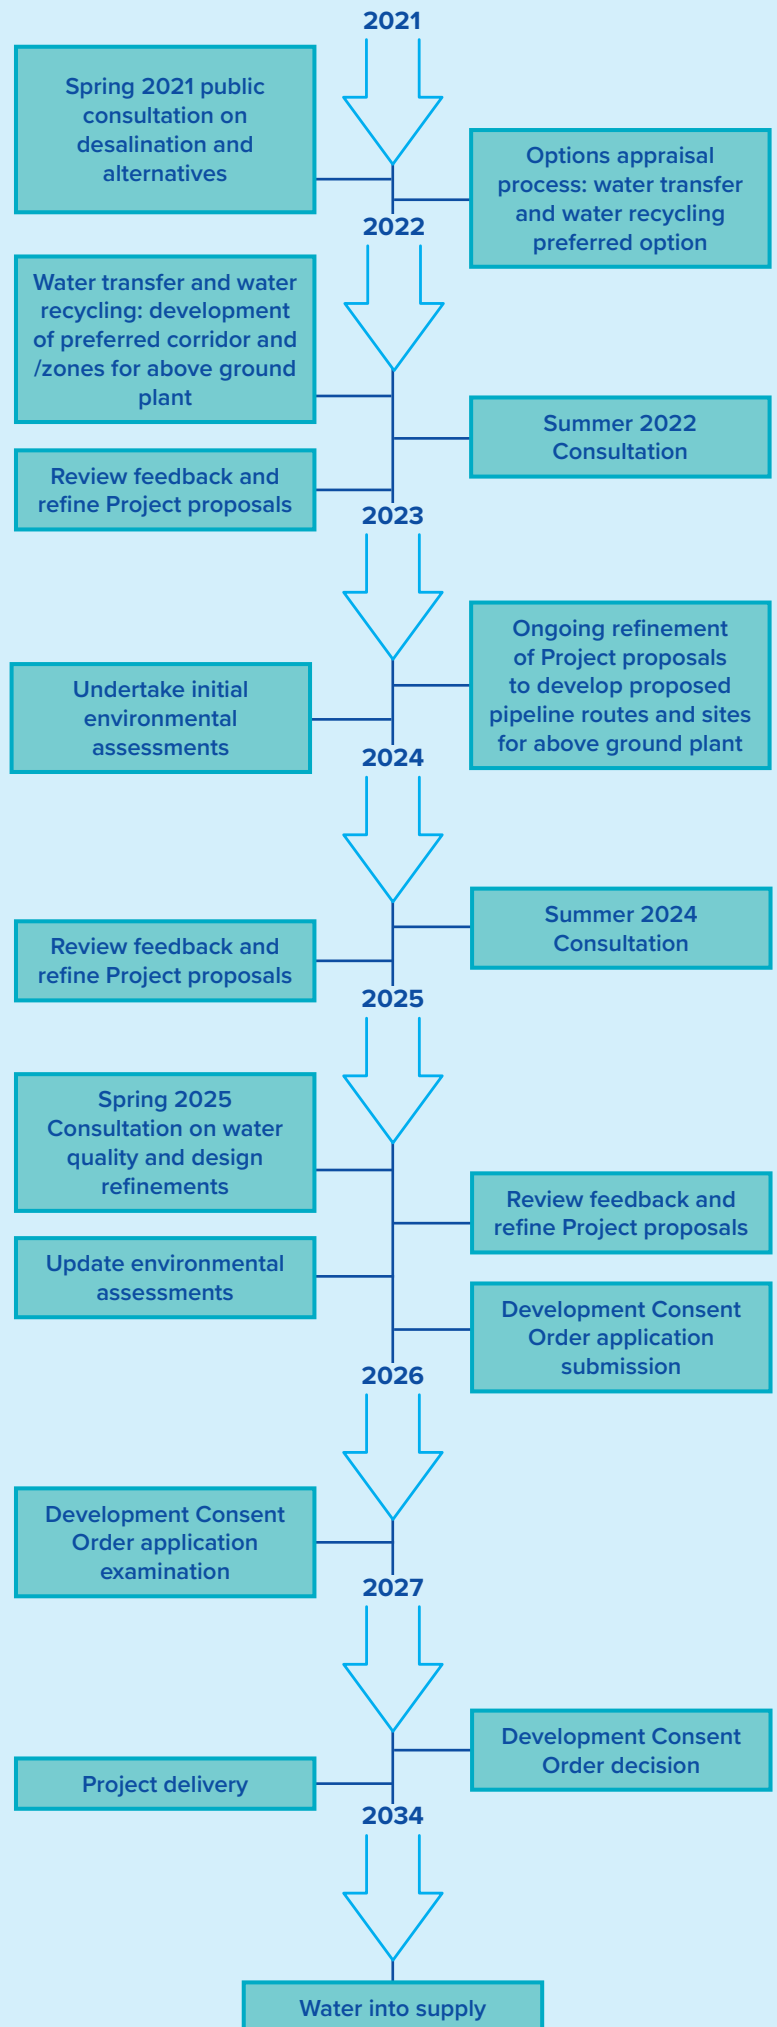 2021
Spring 2021 public
consultation on
desalination and
alternatives
Options appraisal
process: water transfer
and water recycling
preferred option
2022
Water transfer and water
recycling: development
of preferred corridor and
/zones for above ground
plant
Summer 2022
Consultation
Review feedback and
refine Project proposals
2023
Ongoing refinement
of Project proposals
to develop proposed
pipeline routes and sites
for above ground plant
Undertake initial
environmental
assessments
2024
Summer 2024
Consultation
Review feedback and
refine Project proposals
2025
Spring 2025
Consultation on water
quality and design
refinements
Review feedback and
refine Project proposals
Update environmental
assessments
Development Consent
Order application
submission
2026
Development Consent
Order application
examination
2027
Development Consent
Order decision
Project delivery
2034
Water into supply